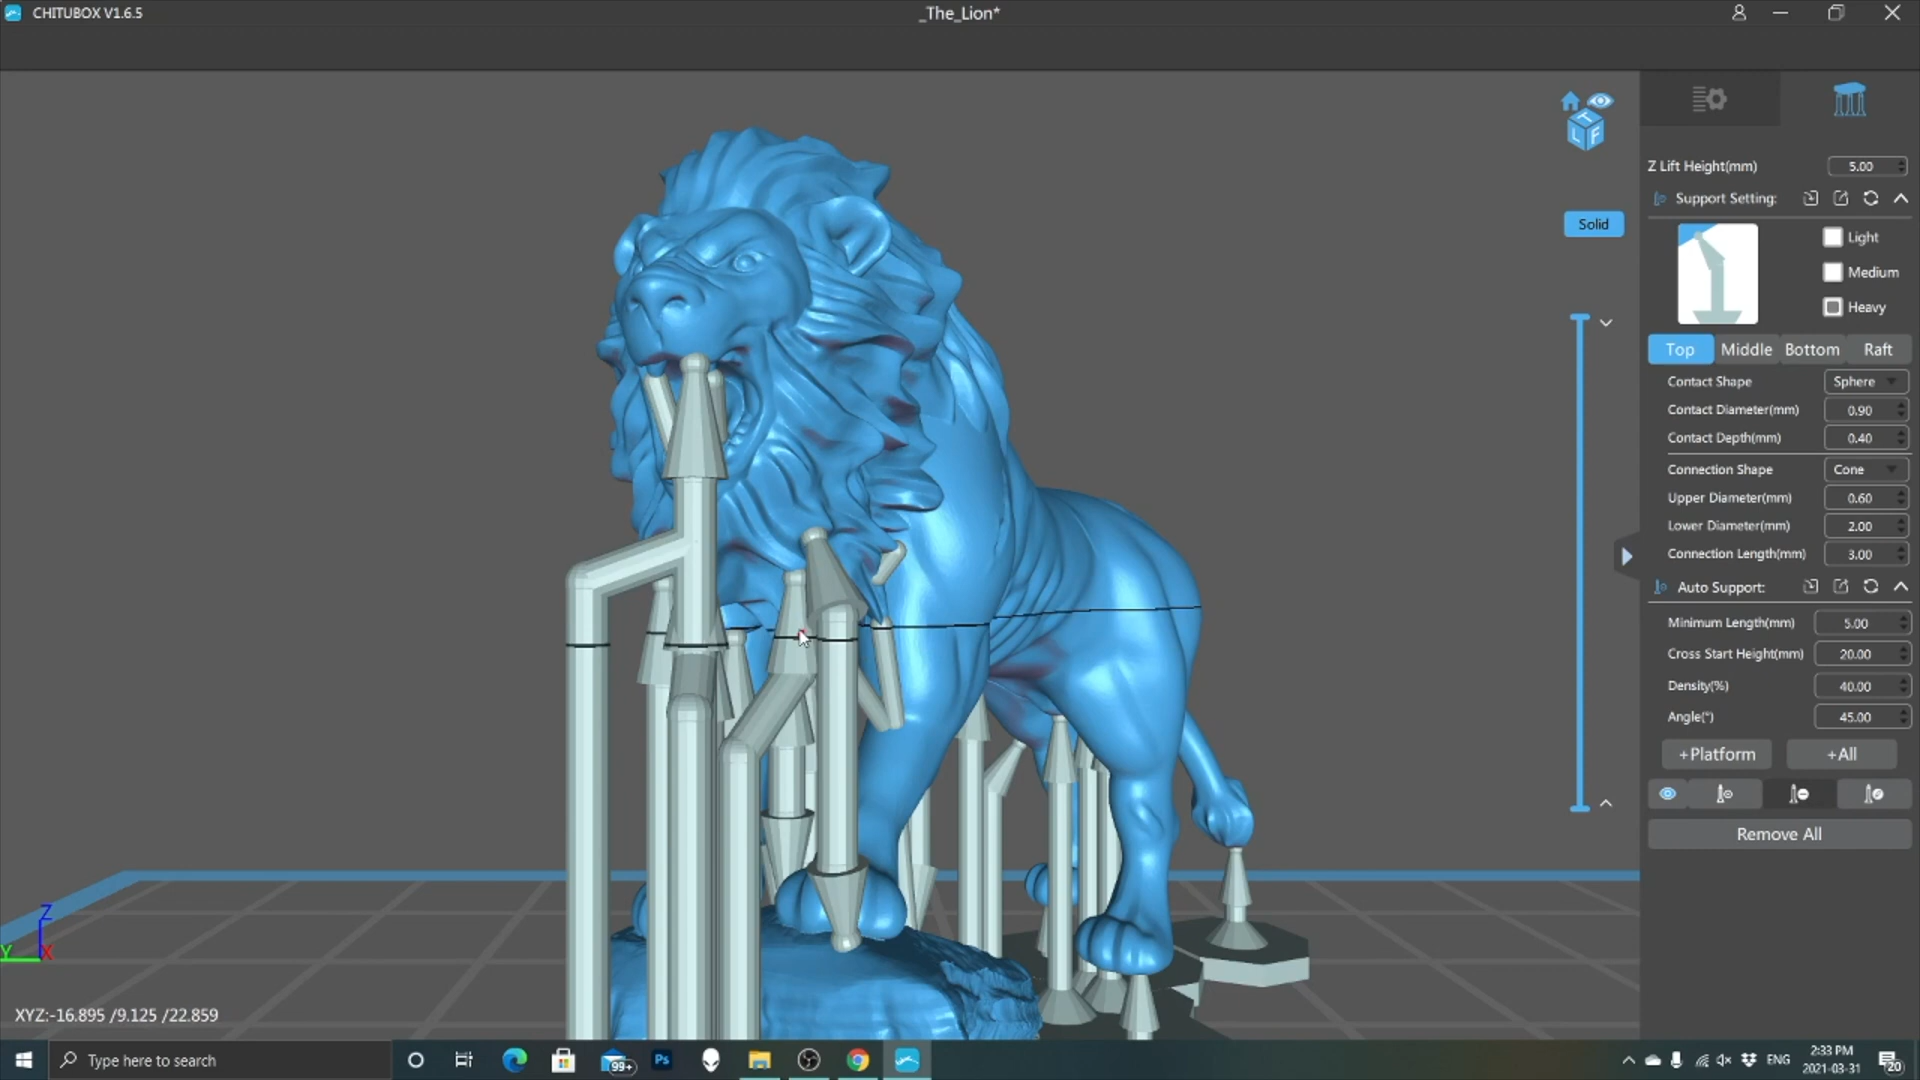 CHITUBOX V1.6.5
_The_Lion*
T
L F
Solid
Z Lift Height(mm) 5.00
Support Setting:
Light
Medium
Heavy
Top Middle Bottom Raft
Contact Shape Sphere
Contact Diameter(mm) 0.90
Contact Depth(mm) 0.40
Connection Shape Cone
Upper Diameter(mm) 0.60
Lower Diameter(mm) 2.00
Connection Length(mm) 3.00
Auto Support:
Minimum Length(mm) 5.00
Cross Start Height(mm) 20.00
Density(%) 40.00
Angle(°) 45.00
+Platform +All
Remove All
Z
Y X
XYZ:-16.895 /9.125 /22.859
Type here to search
99+
Ps
ENG
2:33 PM
2021-03-31
20